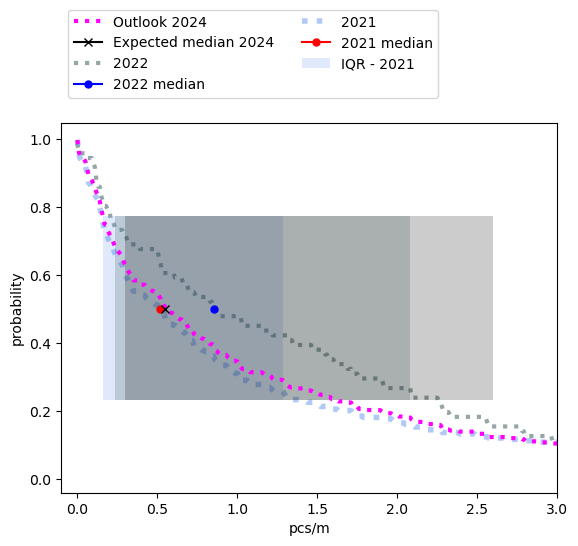 Outlook 2024
Expected median 2024
2022
2022 median
2021
2021 median
IQR - 2021
1.0
0.8
0.6
0.4
0.2
0.0
probability
0.0 0.5 1.0 1.5 2.0 2.5 3.0
pcs/m